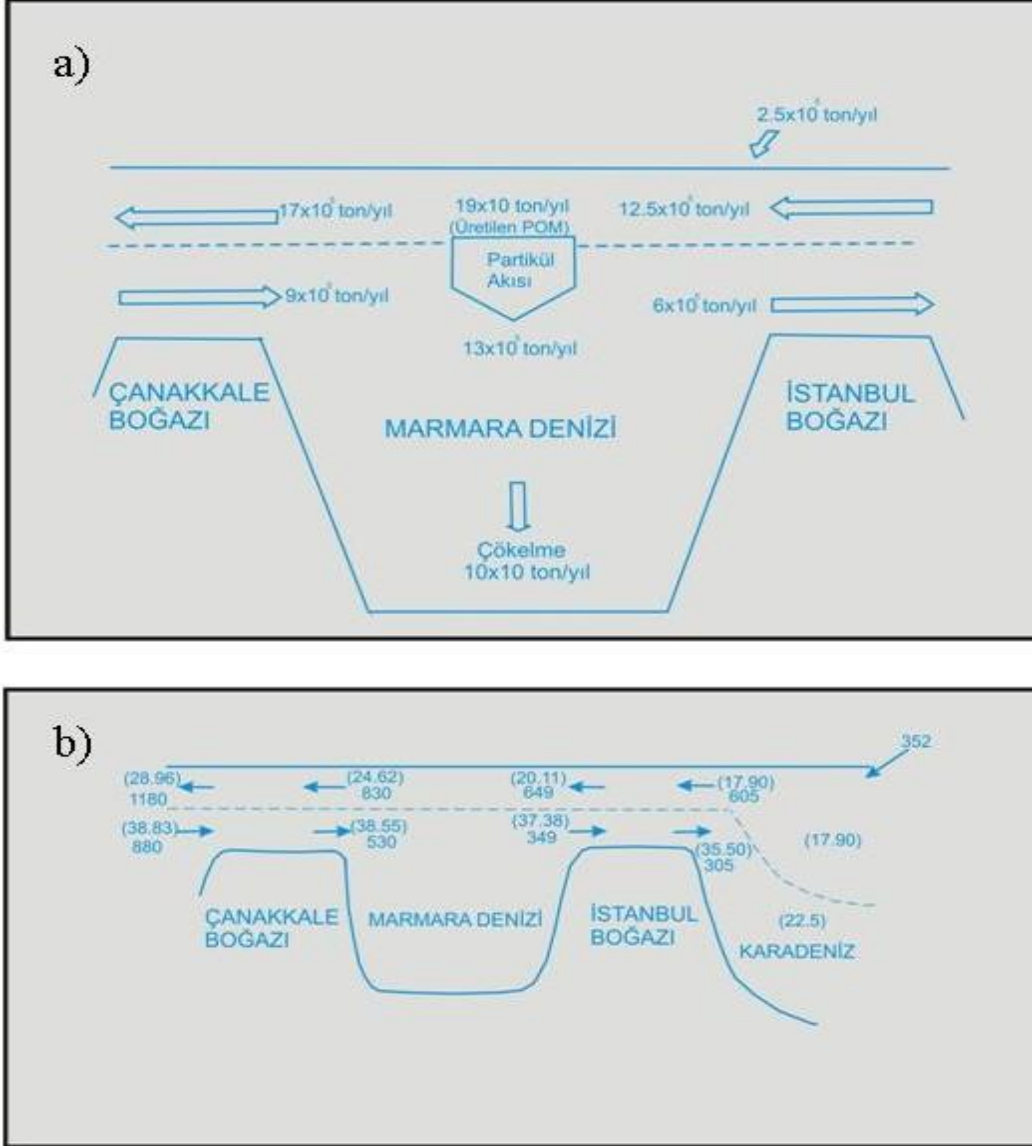 a)
2.5x10 ton/yıl
17x10 ton/yıl
19x10 ton/yıl
(Üretilen POM)
12.5x10 ton/yıl
Partikül
Akısı
9x10 ton/yıl
6x10 ton/yıl
13x10 ton/yıl
ÇANAKKALE
BOĞAZI
MARMARA DENİZİ
İSTANBUL
BOĞAZI
Çökelme
10x10 ton/yıl
b)
352
(28.96)
1180
(24.62)
830
(20.11)
649
(17.90)
605
(38.83)
880
(38.55)
530
(37.38)
349
(35.50)
305
(17.90)
ÇANAKKALE
BOĞAZI
MARMARA DENİZİ
İSTANBUL
BOĞAZI
(22.5)
KARADENİZ